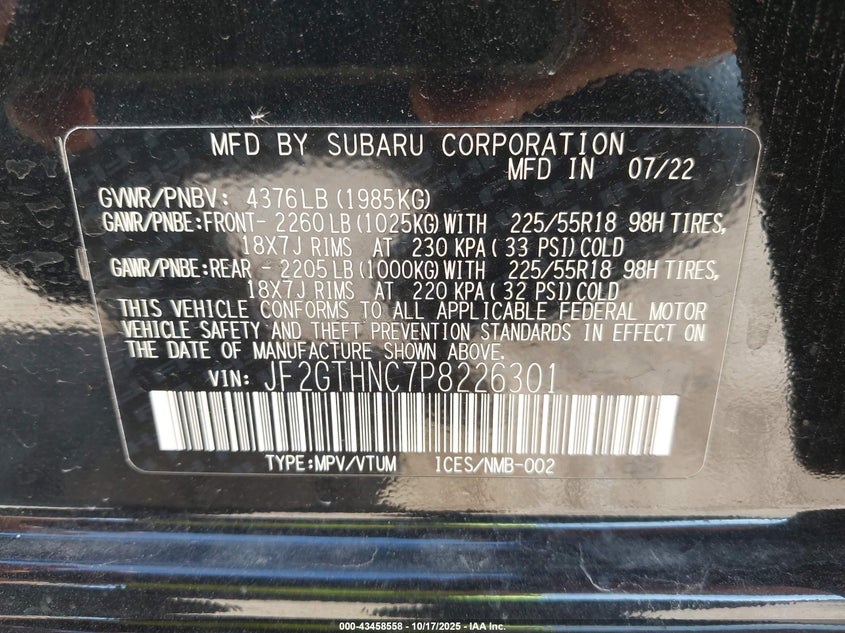 MFD BY SUBARU CORPORATION
MFD IN 07/22
GVWR/PNBV: 4376LB (1985KG)
GAWR/PNBE:FRONT- 2260 LB (1025KG) WITH 225/55R18 98H TIRES,
18X7J RIMS AT 230 KPA ( 33 PSI) COLD
GAWR/PNBE:REAR - 2205 LB (1000KG) WITH 225/55R18 98H TIRES,
18X7J RIMS AT 220 KPA ( 32 PSI) COLD
THIS VEHICLE CONFORMS TO ALL APPLICABLE FEDERAL MOTOR
VEHICLE SAFETY AND THEFT PREVENTION STANDARDS IN EFFECT ON
THE DATE OF MANUFACTURE SHOWN ABOVE.
VIN: JF2GTHNC7P8226301
TYPE:MPV/VTUM ICES/NMB-002
000-43458558 - 10/17/2025 - IAA Inc.